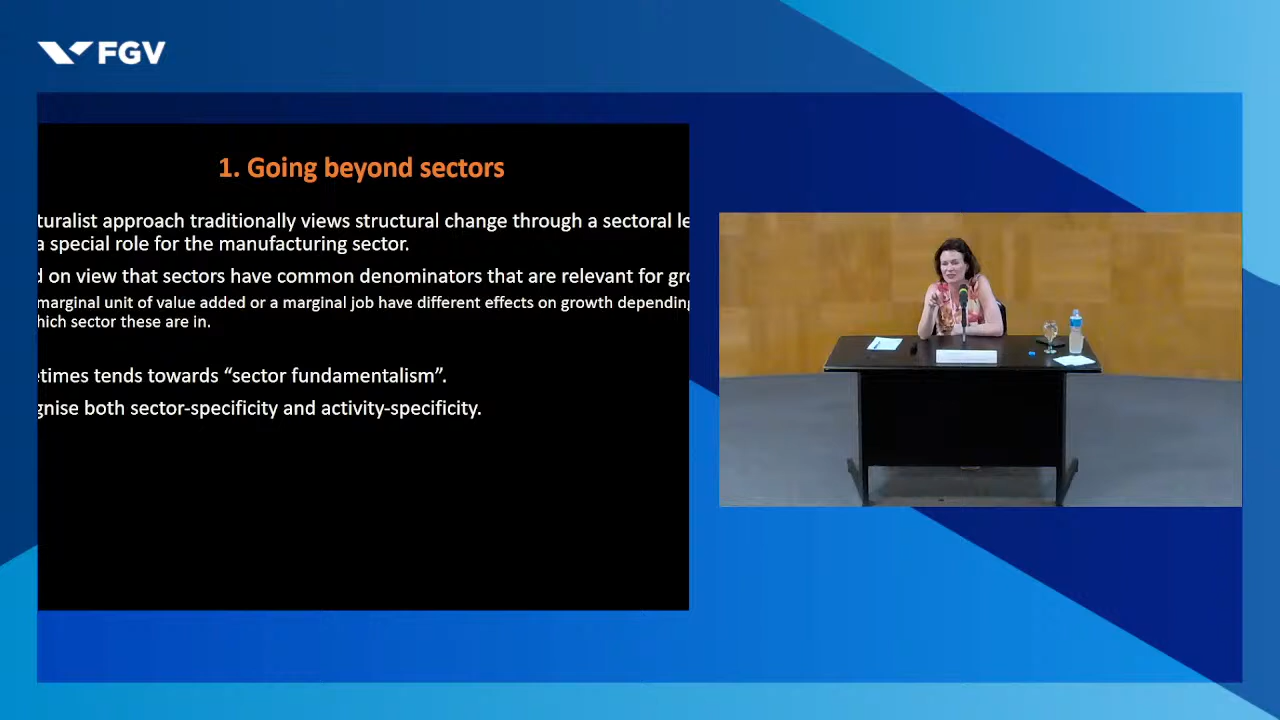 FGV
1. Going beyond sectors
turalist approach traditionally views structural change through a sectoral le
a special role for the manufacturing sector.
d on view that sectors have common denominators that are relevant for gro
marginal unit of value added or a marginal job have different effects on growth depending
hich sector these are in.
etimes tends towards “sector fundamentalism”.
gnise both sector-specificity and activity-specificity.